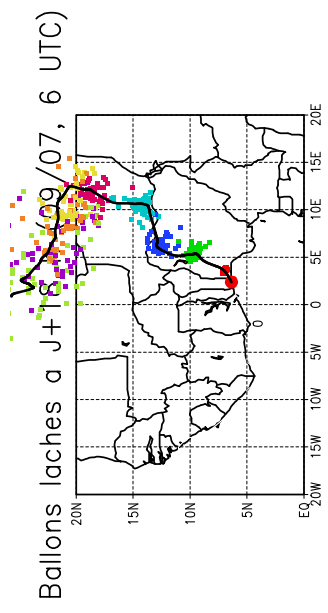 Ballons laches a J+
/07, 6 UTC)
20N
15N
10N
5N
EQ
20W
15W
10W
5W
0
5E
10E
15E
20E
0